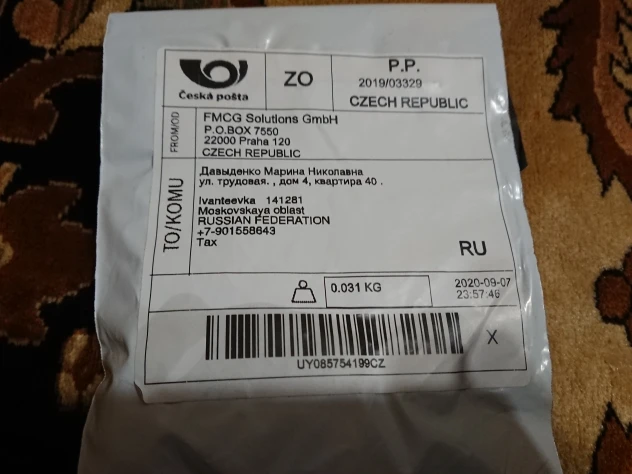 Česká pošta
ZO
P.P.
2019/03329
CZECH REPUBLIC
FROM/OD
FMCG Solutions GmbH
P.O.BOX 7550
22000 Praha 120
CZECH REPUBLIC
TO/KOMU
Давыденко Марина Николавна
ул. трудовая. , дом 4, квартира 40 .
Ivanteevka 141281
Moskovskaya oblast
RUSSIAN FEDERATION
+7-901558643
Tax
RU
0.031 KG
2020-09-07
23:57:46
X
UY085754199CZ